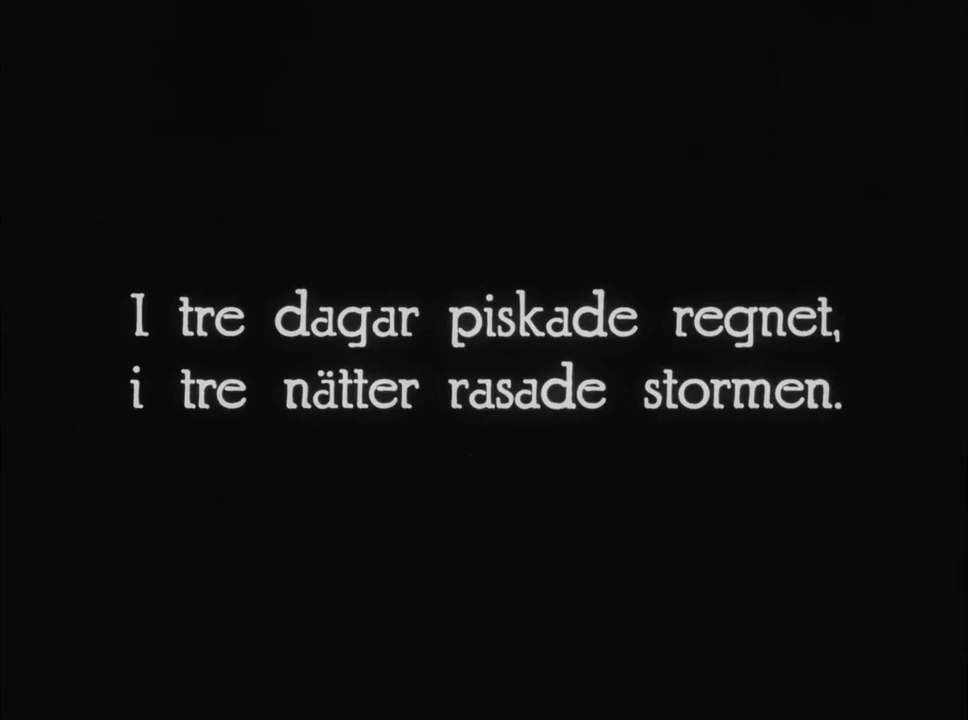 I tre dagar piskade regnet,
i tre nätter rasade stormen.